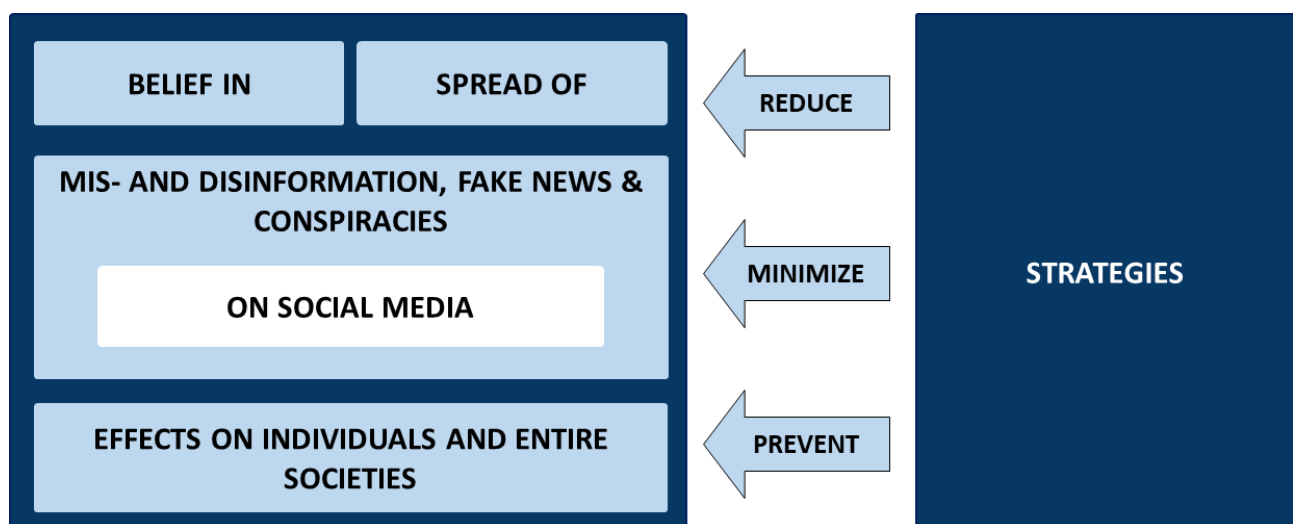 BELIEF IN
SPREAD OF
MIS- AND DISINFORMATION, FAKE NEWS &
CONSPIRACIES
ON SOCIAL MEDIA
EFFECTS ON INDIVIDUALS AND ENTIRE
SOCIETIES
REDUCE
MINIMIZE
PREVENT
STRATEGIES